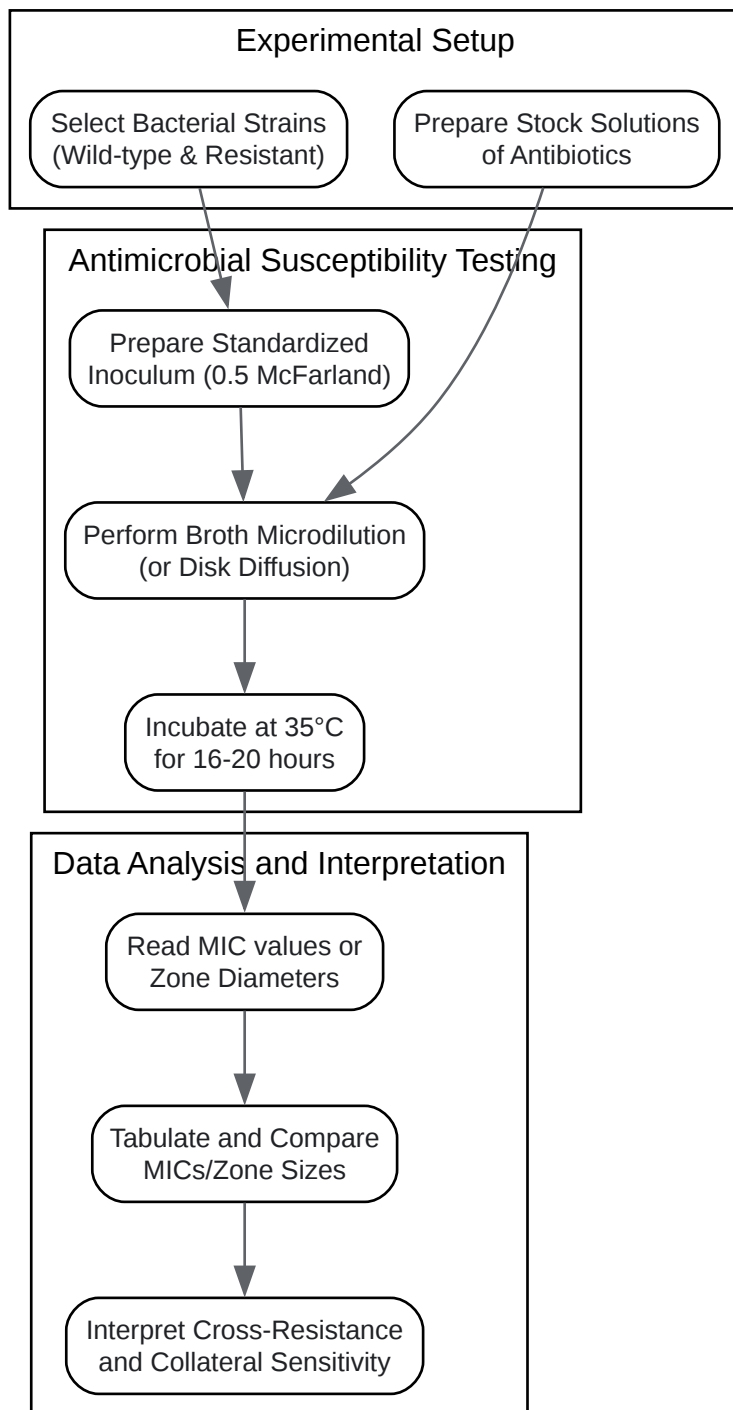 Experimental Setup
Select Bacterial Strains
(Wild-type & Resistant)
Prepare Stock Solutions
of Antibiotics
Antimicrobial Susceptibility Testing
Prepare Standardized
Inoculum (0.5 McFarland)
Perform Broth Microdilution
(or Disk Diffusion)
Incubate at 35°C
for 16-20 hours
Data Analysis and Interpretation
Read MIC values or
Zone Diameters
Tabulate and Compare
MICs/Zone Sizes
Interpret Cross-Resistance
and Collateral Sensitivity